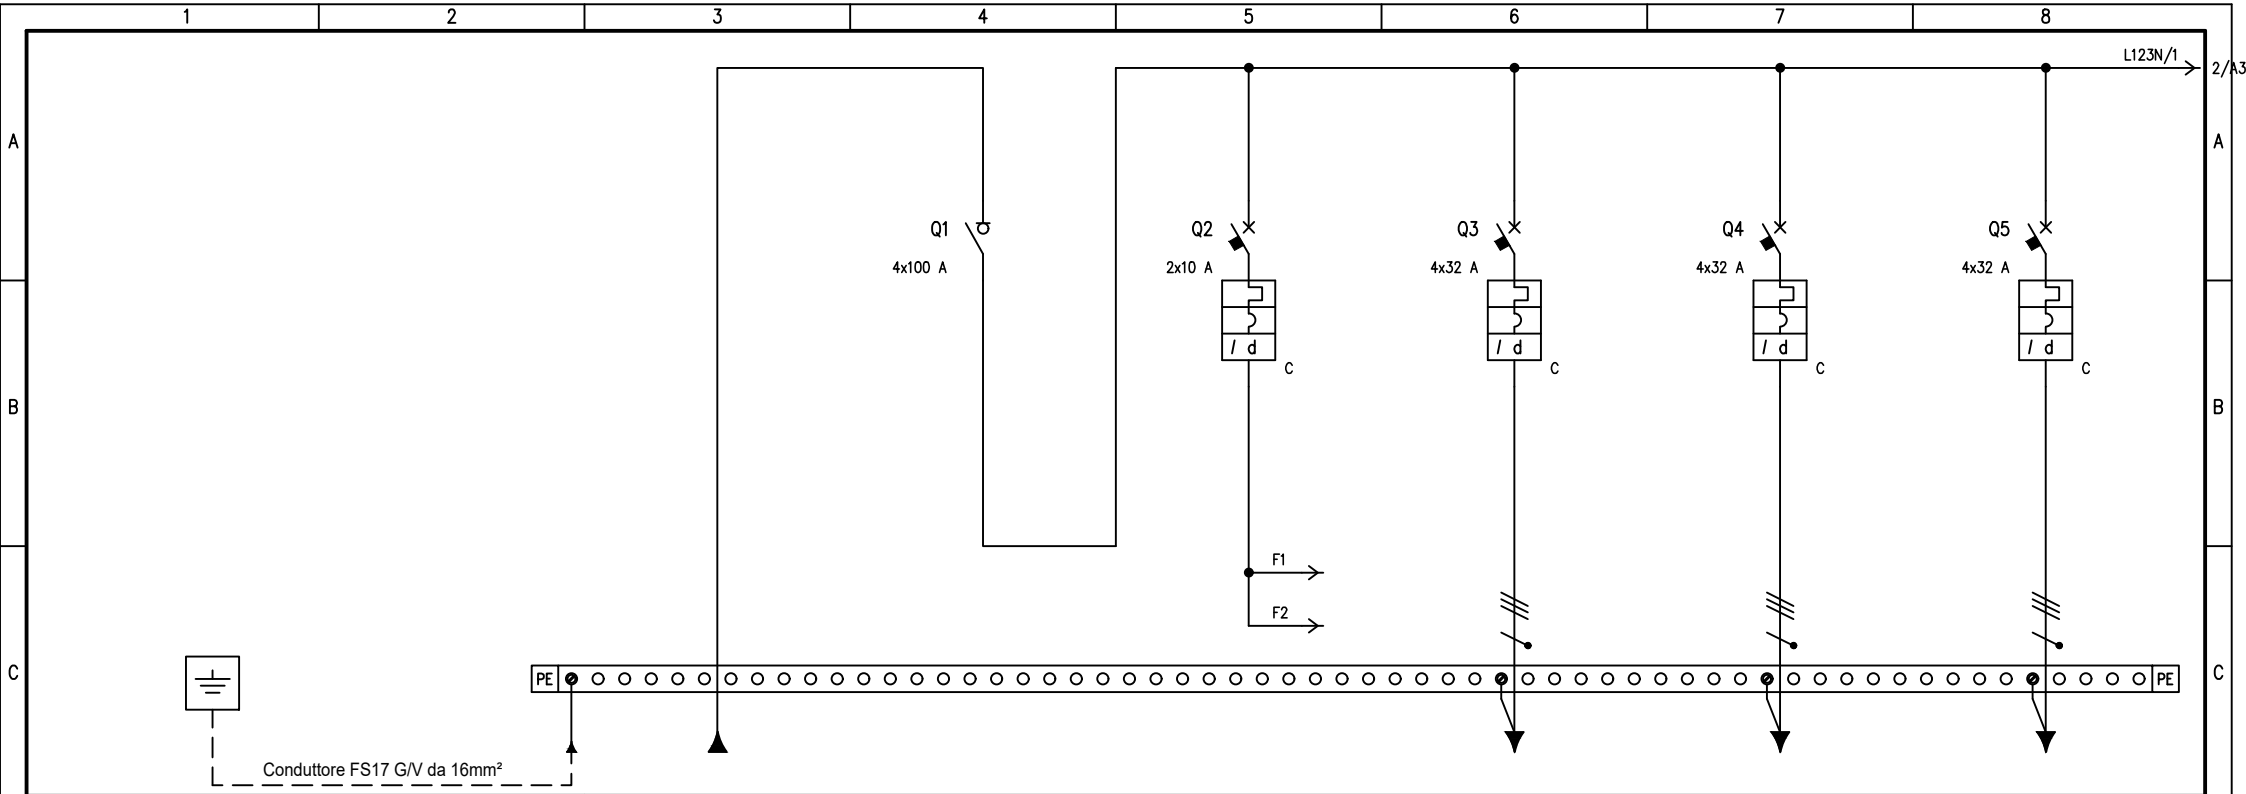 1 2 3 4 5 6 7 8
L123N/1
2/A3
A A
Q1 Q2 Q3 Q4 Q5
4x100 A 2x10 A 4x32 A 4x32 A 4x32 A
I d I d I d I d
C C C C
B B
F1
F2
C C
PE PE
Conduttore FS17 G/V da 16mm²